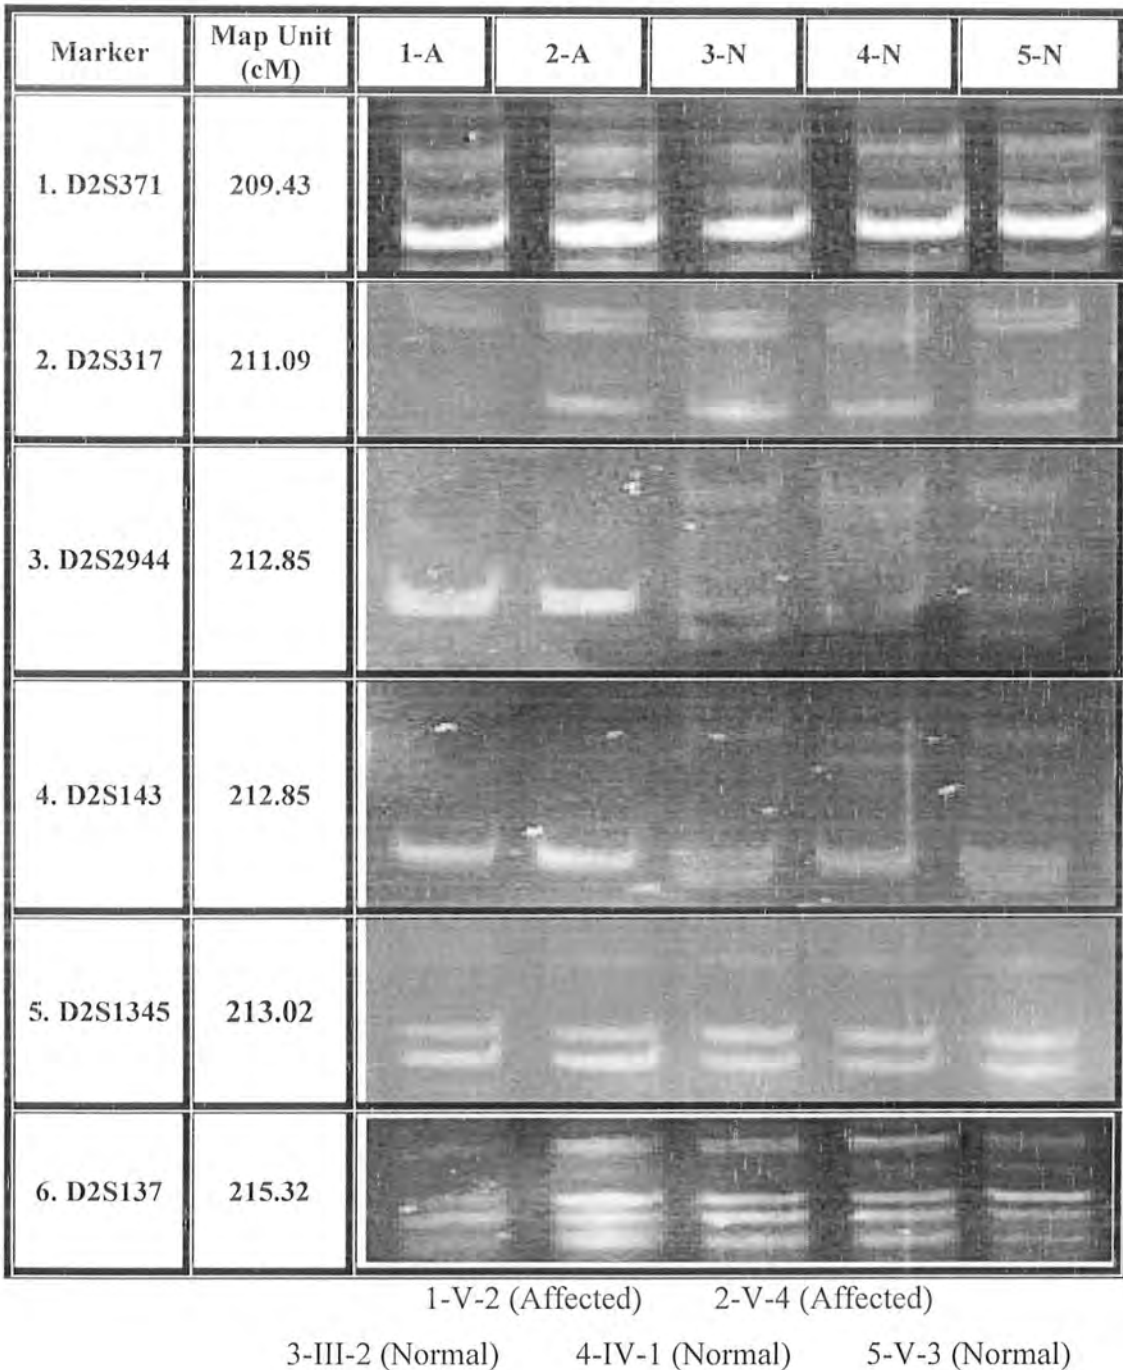 Marker Map Unit (cM) 1-A 2-A 3-N 4-N 5-N
1. D2S371 209.43
2. D2S317 211.09
3. D2S2944 212.85
4. D2S143 212.85
5. D2S1345 213.02
6. D2S137 215.32
1-V-2 (Affected) 2-V-4 (Affected)
3-III-2 (Normal) 4-IV-1 (Normal) 5-V-3 (Normal)